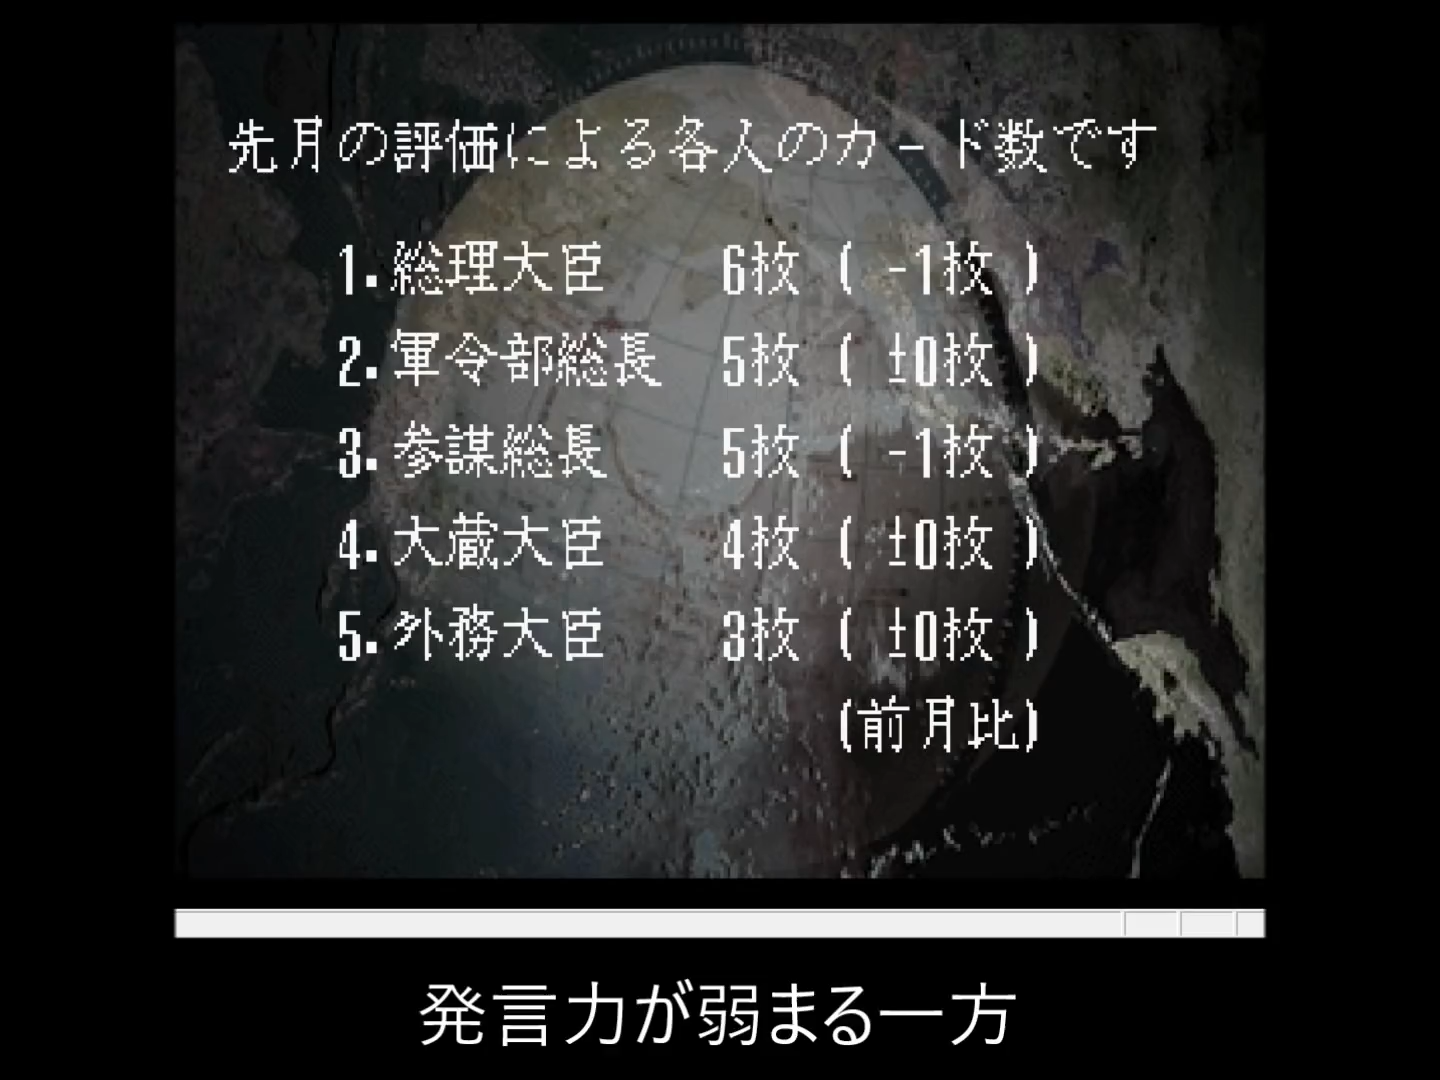 先月の評価による各人のカード数です
1.総理大臣 6枚 ( -1枚 )
2.軍令部総長 5枚 ( ±0枚 )
3.参謀総長 5枚 ( -1枚 )
4.大蔵大臣 4枚 ( ±0枚 )
5.外務大臣 3枚 ( ±0枚 )
(前月比)
発言力が弱まる一方